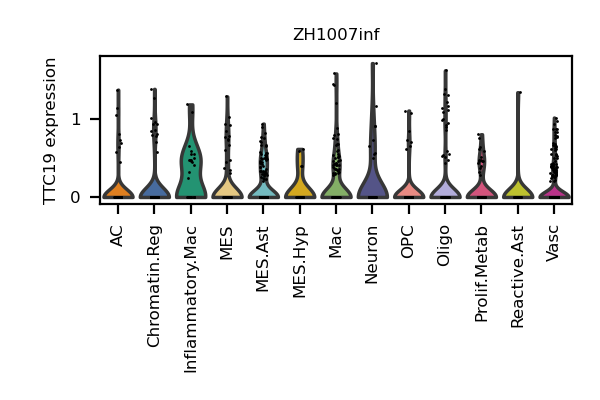 ZH1007inf
TTC19 expression
1
0
AC
Chromatin.Reg
Inflammatory.Mac
MES
MES.Ast
MES.Hyp
Mac
Neuron
OPC
Oligo
Prolif.Metab
Reactive.Ast
Vasc